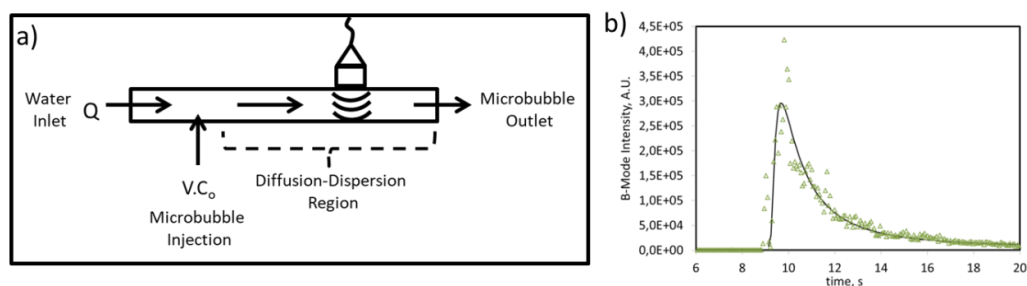 a)
Water
Inlet
Q
Microbubble
Outlet
V.Cₒ
Microbubble
Injection
Diffusion-Dispersion
Region
b)
B-Mode Intensity, A.U.
4,5E+05
4,0E+05
3,5E+05
3,0E+05
2,5E+05
2,0E+05
1,5E+05
1,0E+05
5,0E+04
0,0E+00
6 8 10 12 14 16 18 20
time, s